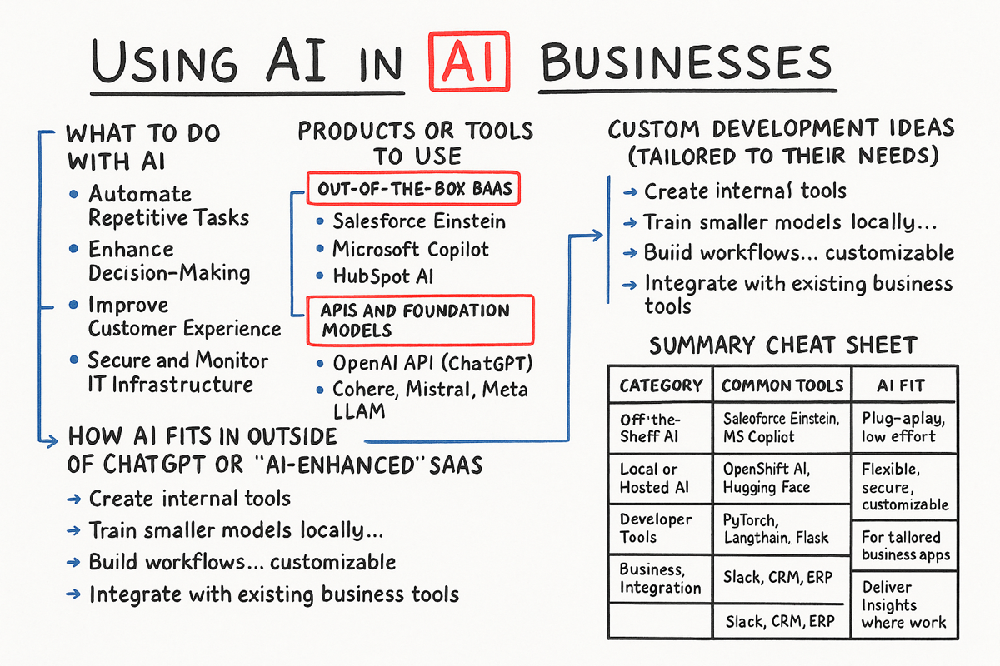 USING AI IN AI BUSINESSES
WHAT TO DO
WITH AI
• Automate
Repetitive Tasks
• Enhance
Decision-Making
• Improve
Customer Experience
• Secure and Monitor
IT Infrastructure
PRODUCTS OR TOOLS
TO USE
OUT-OF-THE-BOX BAAS
• Salesforce Einstein
• Microsoft Copilot
• HubSpot AI
APIS AND FOUNDATION
MODELS
• OpenAI API (ChatGPT)
• Cohere, Mistral, Meta
LLAM
HOW AI FITS IN OUTSIDE
OF CHATGPT OR "AI-ENHANCED" SAAS
→ Create internal tools
→ Train smaller models locally...
→ Build workflows... customizable
→ Integrate with existing business tools
CUSTOM DEVELOPMENT IDEAS
(TAILORED TO THEIR NEEDS)
→ Create internal tools
→ Train smaller models locally...
→ Buiid workflows... customizable
→ Integrate with existing business
tools
SUMMARY CHEAT SHEET
CATEGORY
COMMON TOOLS
AI FIT
Off'the-
Sheff AI
Saleoforce Einstein,
MS Copliot
Plug-aplay,
low effort
Local or
Hosted AI
OpenShift AI,
Hugging Face
Flexible,
secure,
customizable
Developer
Tools
PyTorch,
Langthain, Flask
For tailored
business apps
Business,
Integration
Slack, CRM, ERP
Deliver
Insights
where work
Slack, CRM, ERP